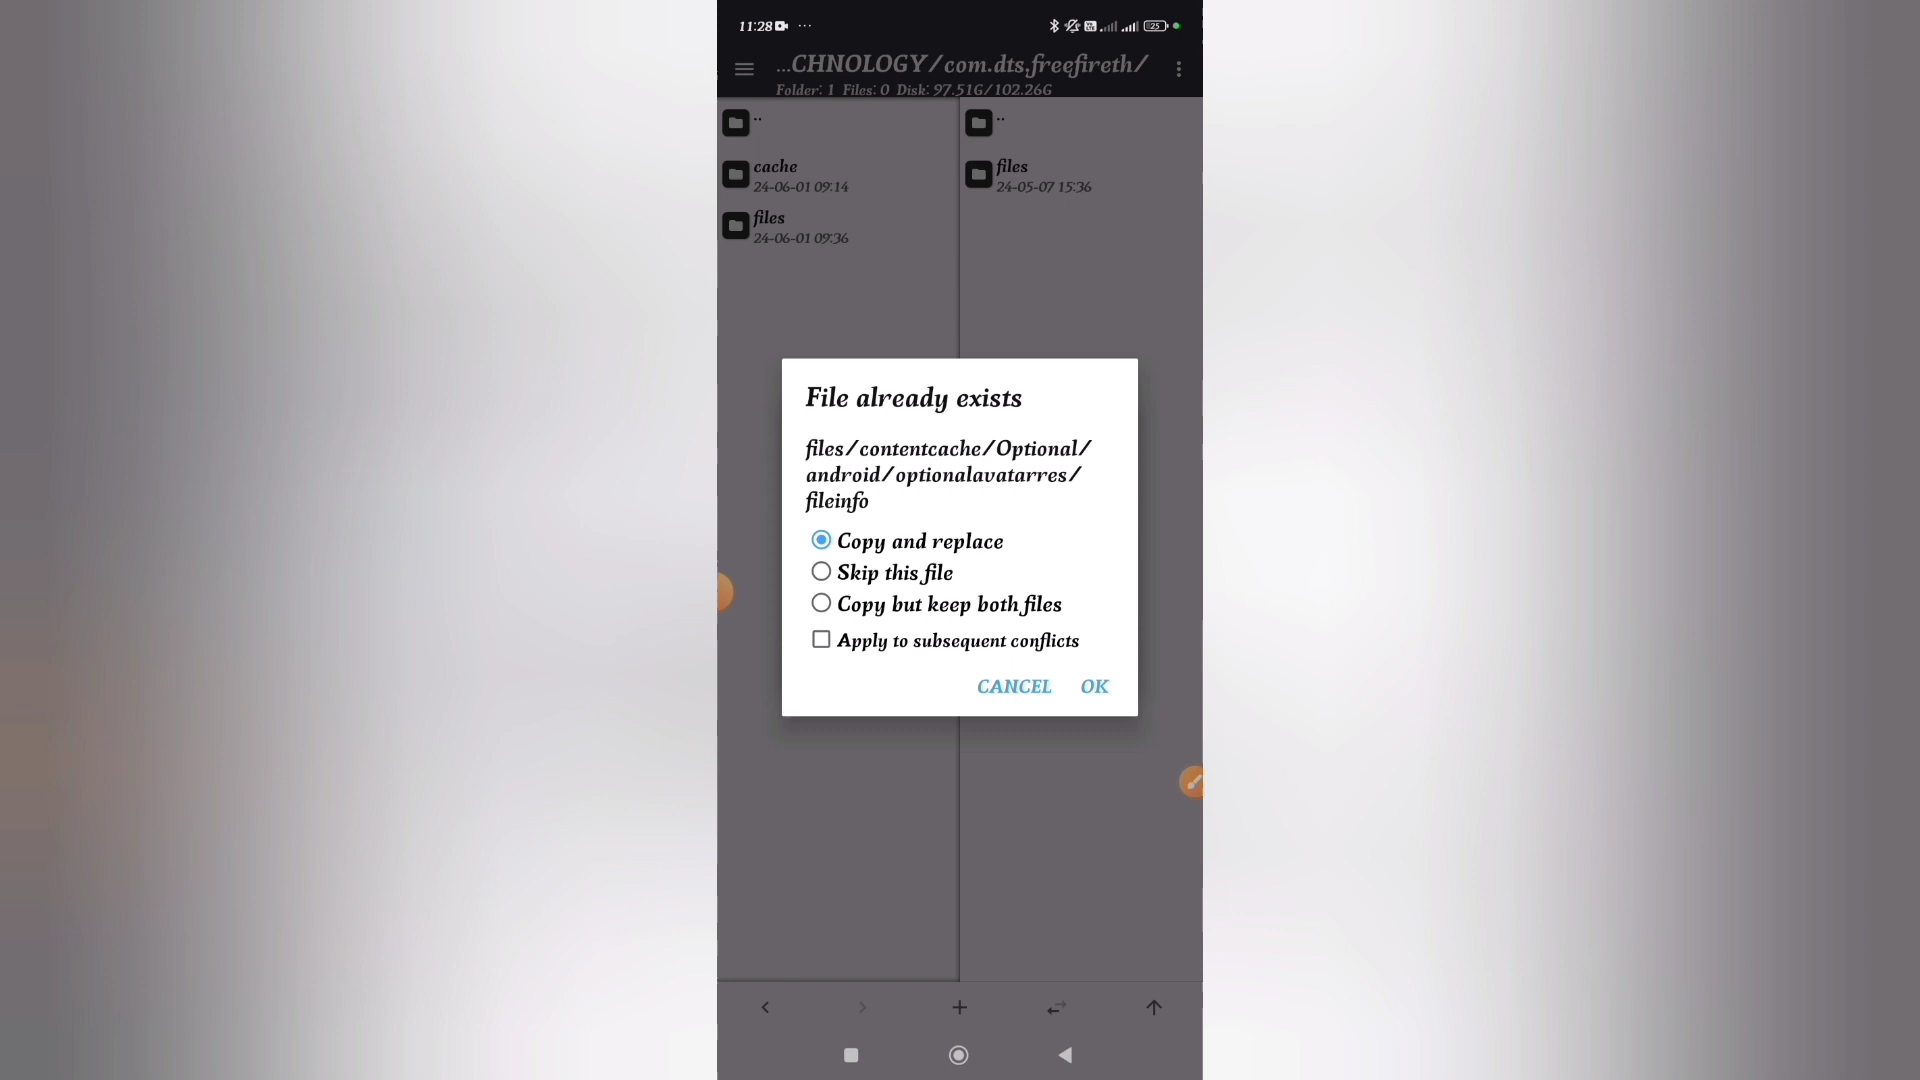 11:28 ...
25
...CHNOLOGY/com.dts.freefireth/
Folder: 1 Files: 0 Disk: 97.51G/102.26G
..
cache
24-06-01 09:14
files
24-06-01 09:36
..
files
24-05-07 15:36
File already exists
files/contentcache/Optional/
android/optionalavatarres/
fileinfo
Copy and replace
Skip this file
Copy but keep both files
Apply to subsequent conflicts
CANCEL OK